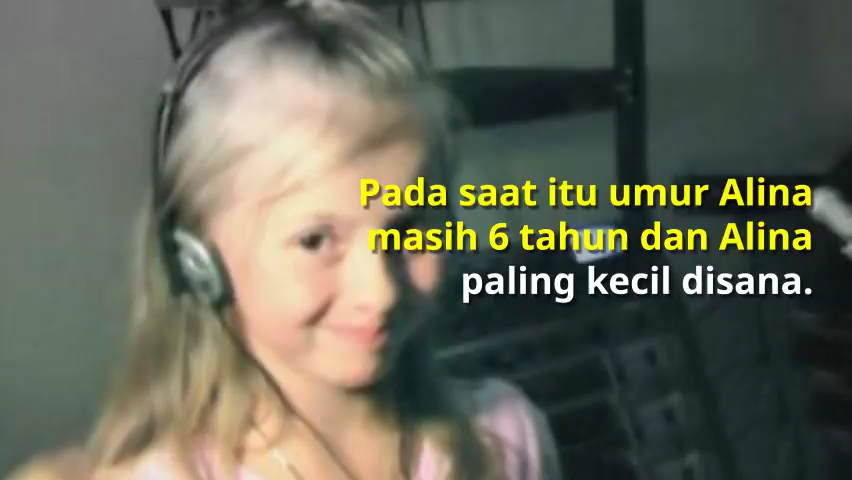 Pada saat itu umur Alina
masih 6 tahun dan Alina
paling kecil disana.